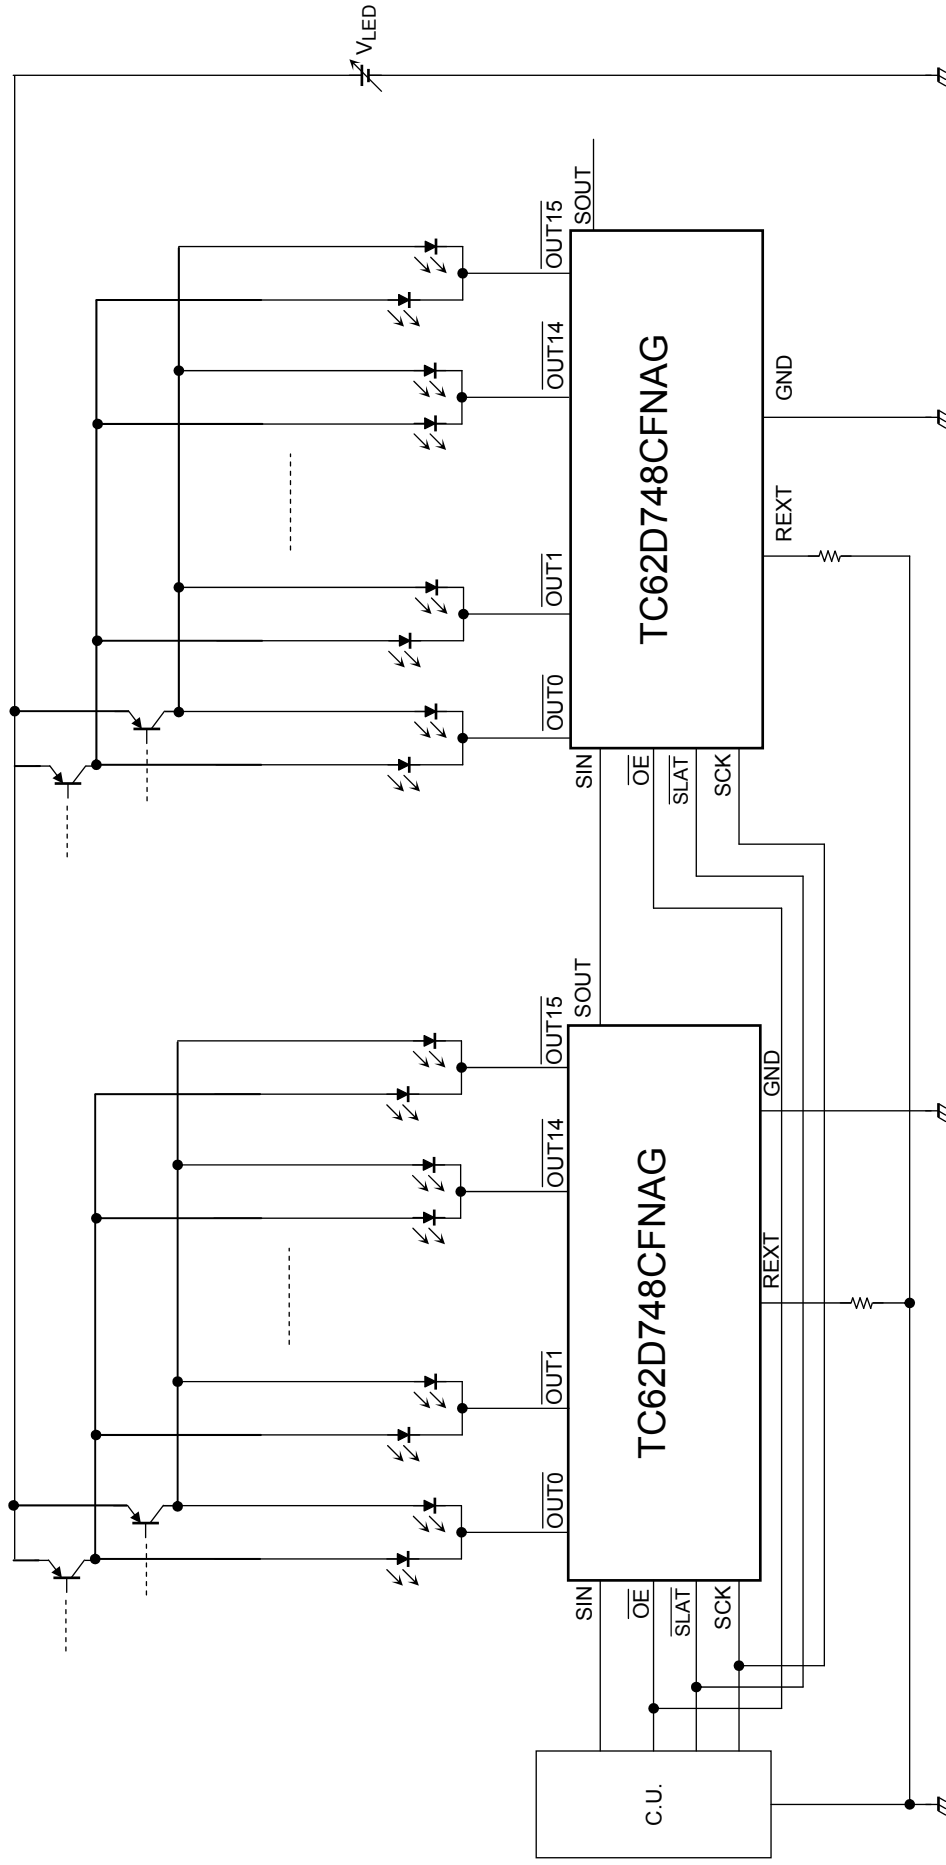 VLED
SOUT
OUT15
OUT14
OUT1
OUT0
TC62D748CFNAG
GND
REXT
SIN
OE
SLAT
SCK
SOUT
OUT15
OUT14
OUT1
OUT0
TC62D748CFNAG
GND
REXT
SIN
OE
SLAT
SCK
C.U.